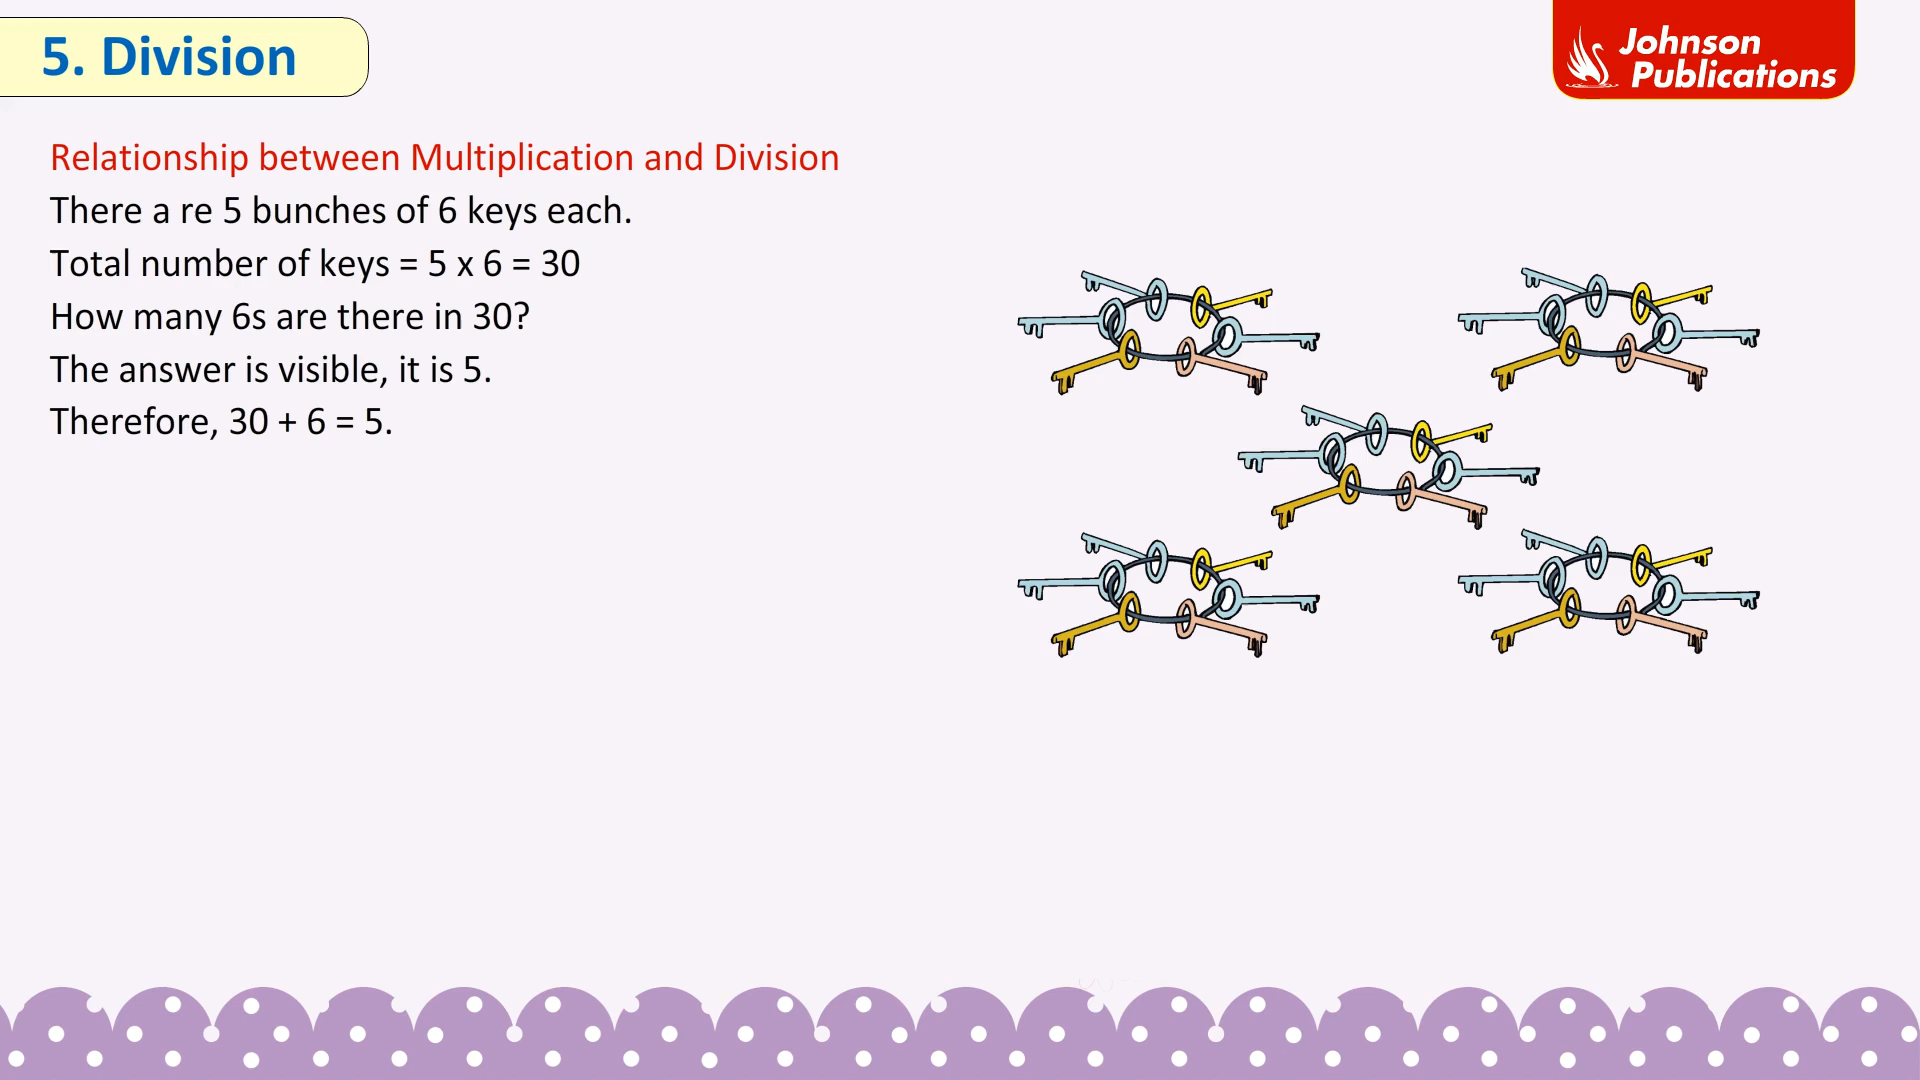 5. Division
Johnson
Publications
Relationship between Multiplication and Division
There a re 5 bunches of 6 keys each.
Total number of keys = 5 x 6 = 30
How many 6s are there in 30?
The answer is visible, it is 5.
Therefore, 30 + 6 = 5.